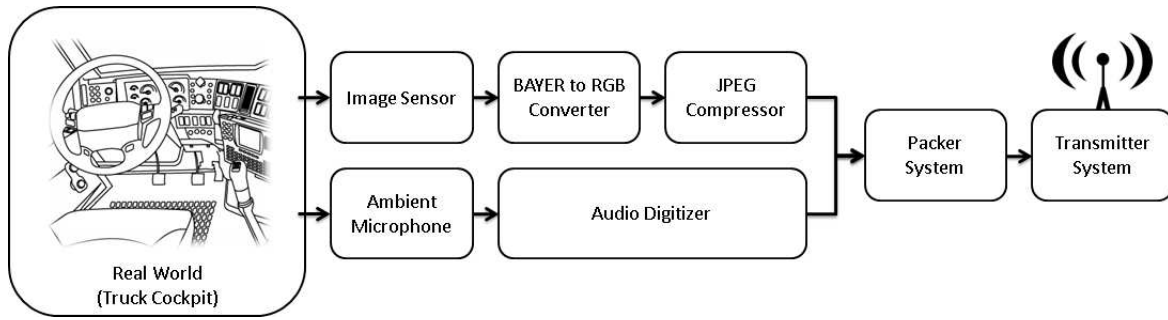 Real World
(Truck Cockpit)
Image Sensor
BAYER to RGB
Converter
JPEG
Compressor
Ambient
Microphone
Audio Digitizer
Packer
System
Transmitter
System